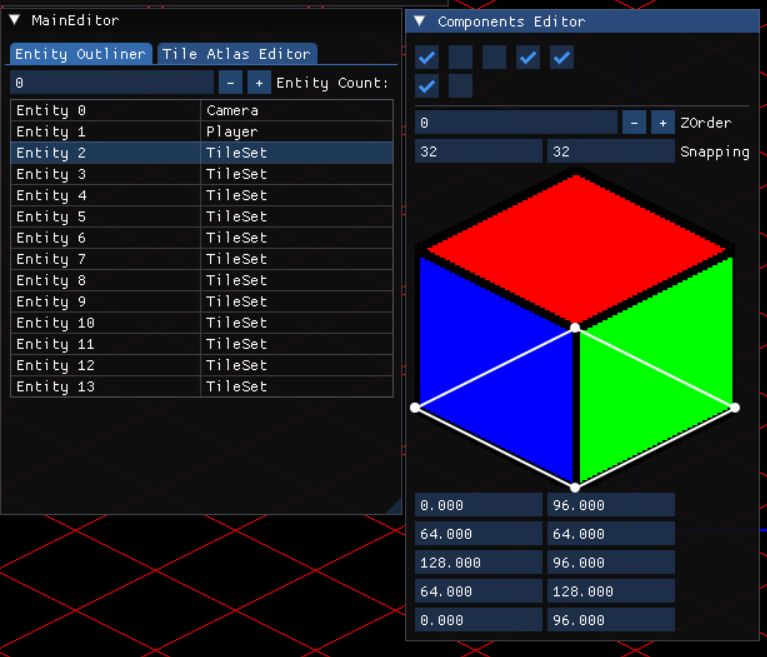 MainEditor
Entity Outliner Tile Atlas Editor
0 - + Entity Count:
Entity 0 Camera
Entity 1 Player
Entity 2 TileSet
Entity 3 TileSet
Entity 4 TileSet
Entity 5 TileSet
Entity 6 TileSet
Entity 7 TileSet
Entity 8 TileSet
Entity 9 TileSet
Entity 10 TileSet
Entity 11 TileSet
Entity 12 TileSet
Entity 13 TileSet
Components Editor
0 - + ZOrder
32 32 Snapping
0.000 96.000
64.000 64.000
128.000 96.000
64.000 128.000
0.000 96.000